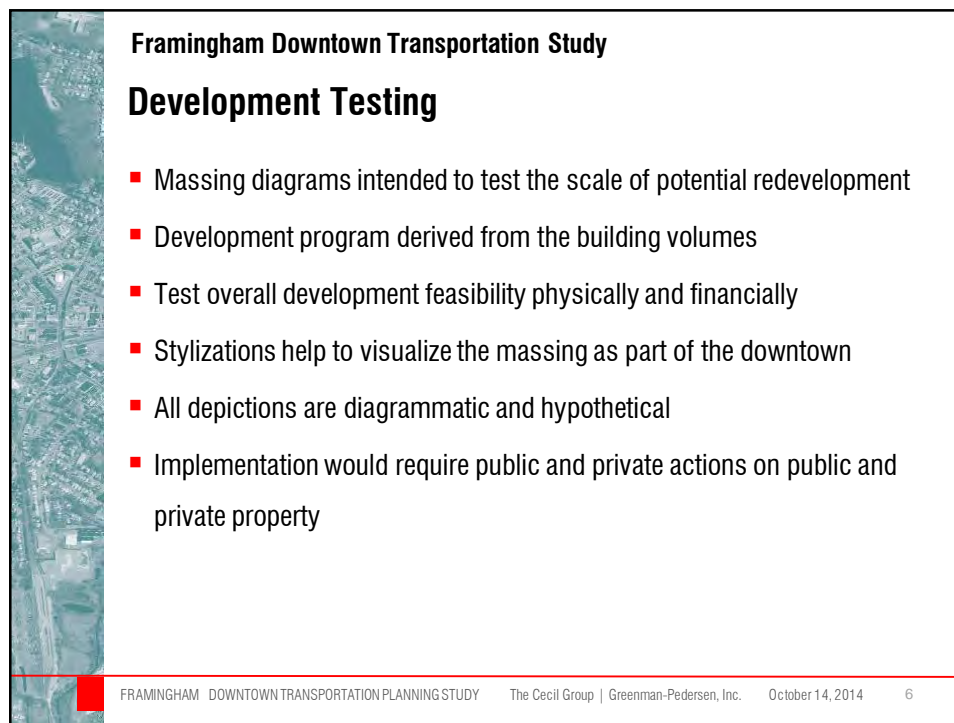 Framingham Downtown Transportation Study
Development Testing
▪ Massing diagrams intended to test the scale of potential redevelopment
▪ Development program derived from the building volumes
▪ Test overall development feasibility physically and financially
▪ Stylizations help to visualize the massing as part of the downtown
▪ All depictions are diagrammatic and hypothetical
▪ Implementation would require public and private actions on public and
private property
FRAMINGHAM DOWNTOWN TRANSPORTATION PLANNING STUDY The Cecil Group | Greenman-Pedersen, Inc. October 14, 2014 6